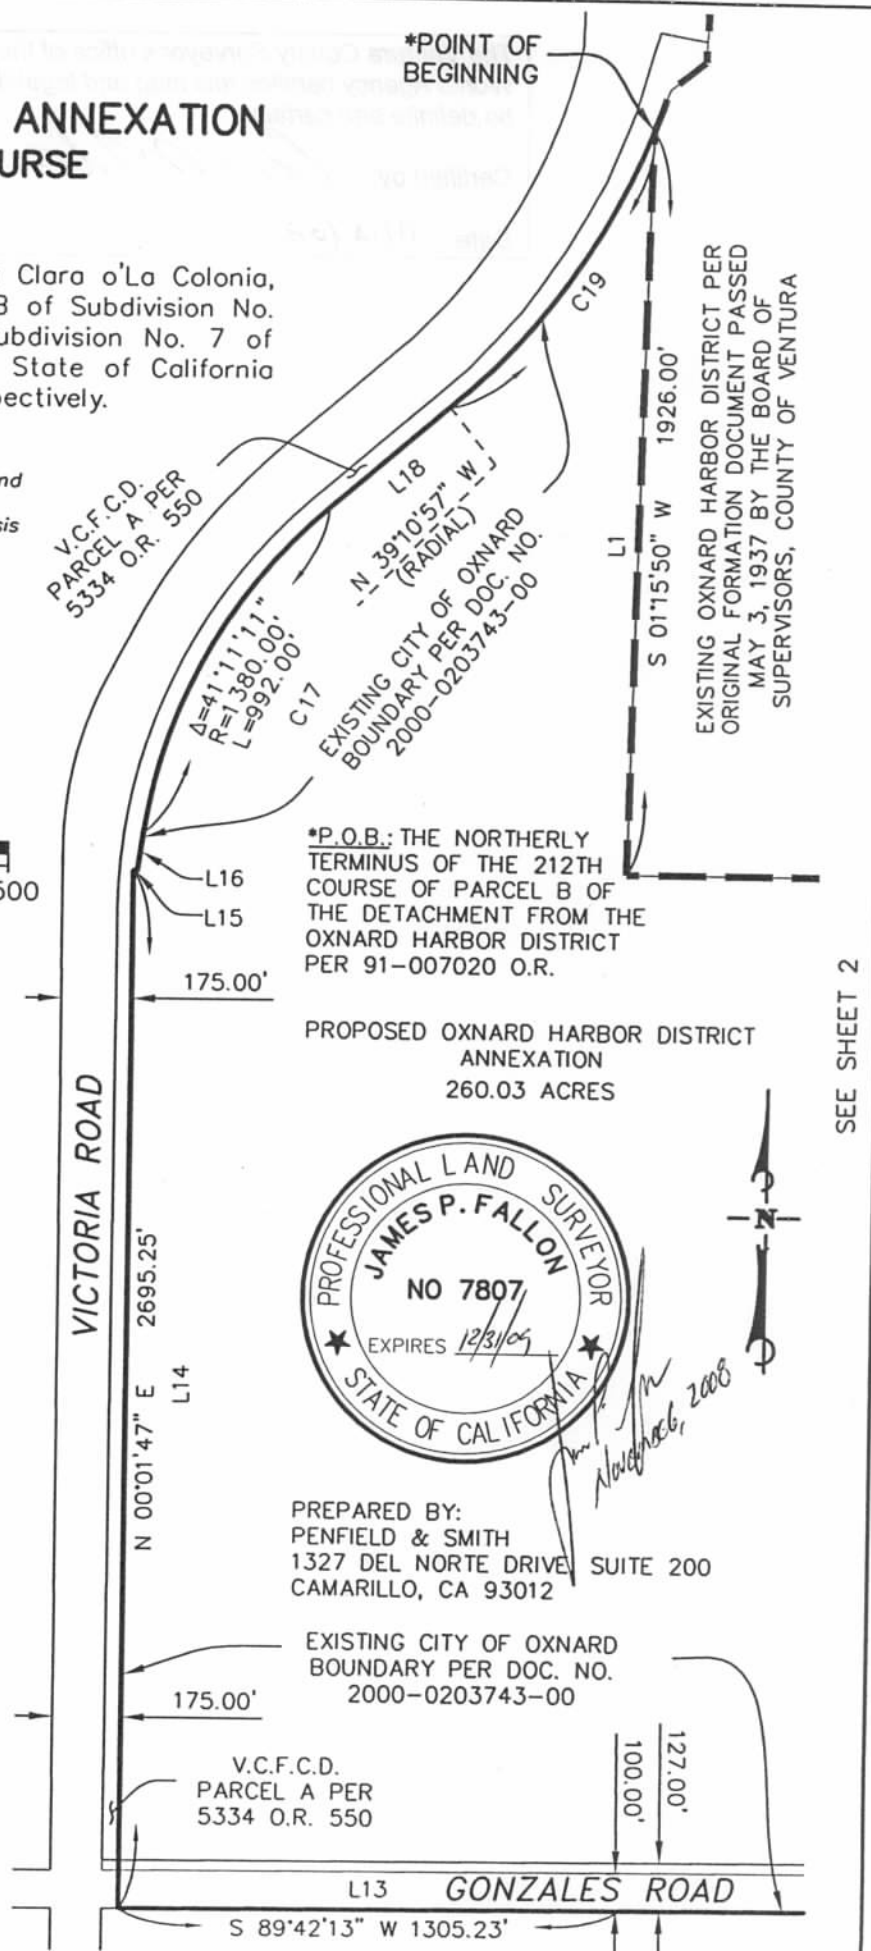 *POINT OF
BEGINNING
ANNEXATION
URSE
Clara o'La Colonia,
B of Subdivision No.
ubdivision No. 7 of
State of California
pectively.
nd
sis
C19
L18
V.C.F.C.D.
PARCEL A PER
5334 O.R. 550
N 39°10'57" W
(RADIAL)
L1
S 01°15'50" W 1926.00'
EXISTING OXNARD HARBOR DISTRICT PER
ORIGINAL FORMATION DOCUMENT PASSED
MAY 3, 1937 BY THE BOARD OF
SUPERVISORS, COUNTY OF VENTURA
Δ=41°11'11"
R=1380.00'
L=992.00'
C17
EXISTING CITY OF OXNARD
BOUNDARY PER DOC. NO.
2000-0203743-00
500
L16
L15
*P.O.B.: THE NORTHERLY
TERMINUS OF THE 212TH
COURSE OF PARCEL B OF
THE DETACHMENT FROM THE
OXNARD HARBOR DISTRICT
PER 91-007020 O.R.
175.00'
PROPOSED OXNARD HARBOR DISTRICT
ANNEXATION
260.03 ACRES
SEE SHEET 2
VICTORIA ROAD
N 00°01'47" E 2695.25'
L14
PROFESSIONAL LAND SURVEYOR
JAMES P. FALLON
NO 7807
EXPIRES 12/31/09
STATE OF CALIFORNIA
November 6, 2008
N
PREPARED BY:
PENFIELD & SMITH
1327 DEL NORTE DRIVE SUITE 200
CAMARILLO, CA 93012
EXISTING CITY OF OXNARD
BOUNDARY PER DOC. NO.
2000-0203743-00
175.00'
V.C.F.C.D.
PARCEL A PER
5334 O.R. 550
100.00'
127.00'
L13
GONZALES ROAD
S 89°42'13" W 1305.23'